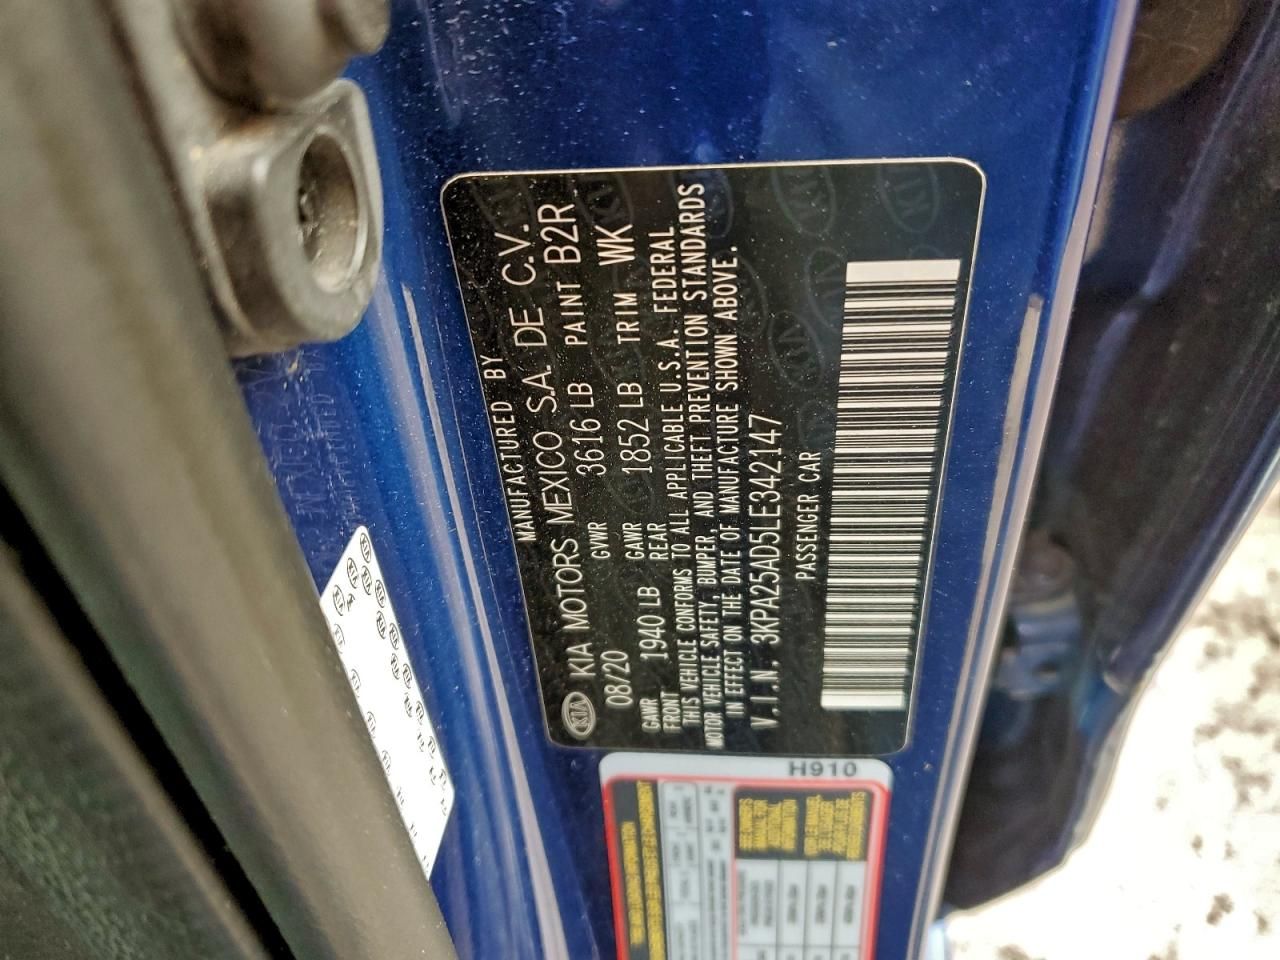 MANUFACTURED BY
KIA KIA MOTORS MEXICO S.A. DE C.V.
08/20 GVWR 3616 LB PAINT B2R
GAWR FRONT 1940 LB GAWR REAR 1852 LB TRIM WK
THIS VEHICLE CONFORMS TO ALL APPLICABLE U.S.A. FEDERAL
MOTOR VEHICLE SAFETY, BUMPER, AND THEFT PREVENTION STANDARDS
IN EFFECT ON THE DATE OF MANUFACTURE SHOWN ABOVE.
V.I.N. 3KPA25AD5LE342147
PASSENGER CAR
H910